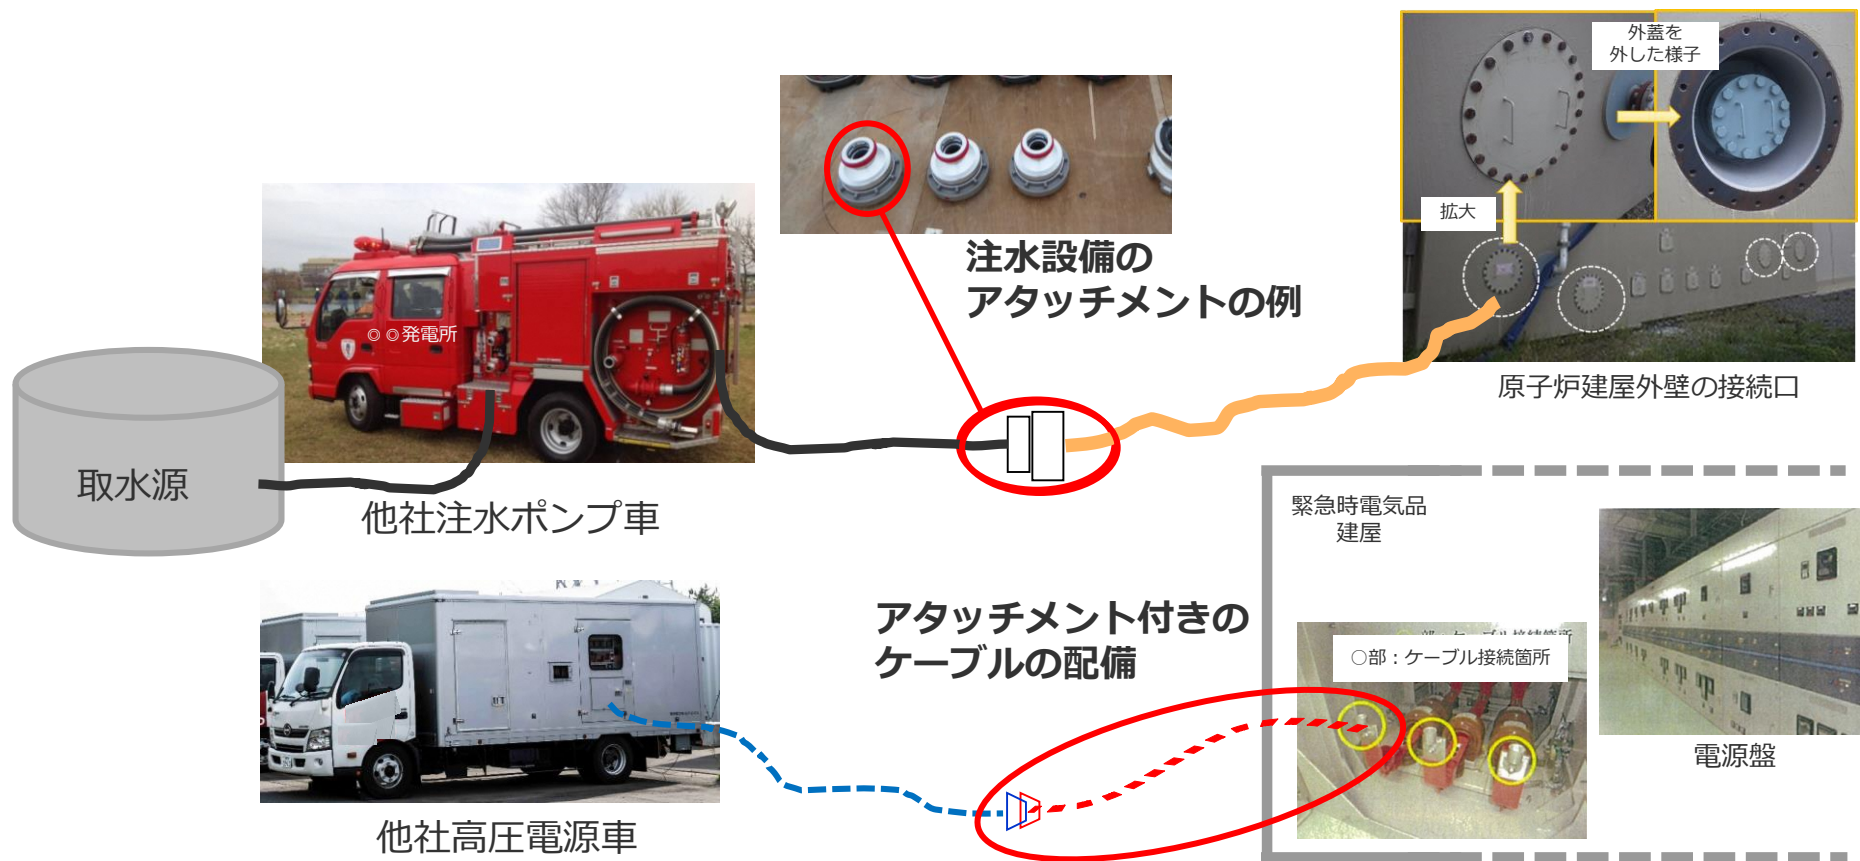 外蓋を
外した様子
拡大
注水設備の
アタッチメントの例
◎◎発電所
原子炉建屋外壁の接続口
取水源
他社注水ポンプ車
緊急時電気品
建屋
アタッチメント付きの
ケーブルの配備
○部：ケーブル接続箇所
電源盤
他社高圧電源車